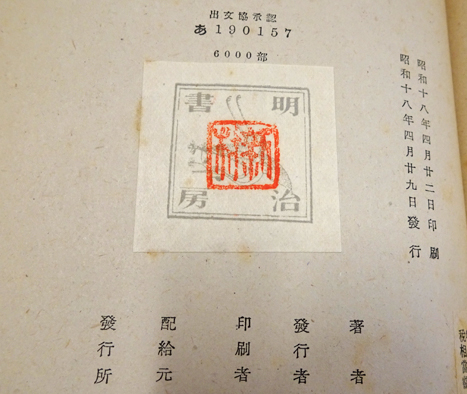 出文協承認
あ190157
6000部
昭和十八年四月廿二日印刷
昭和十八年四月廿九日發行
明治
書房
著者
發行者
印刷者
配給元
發行所